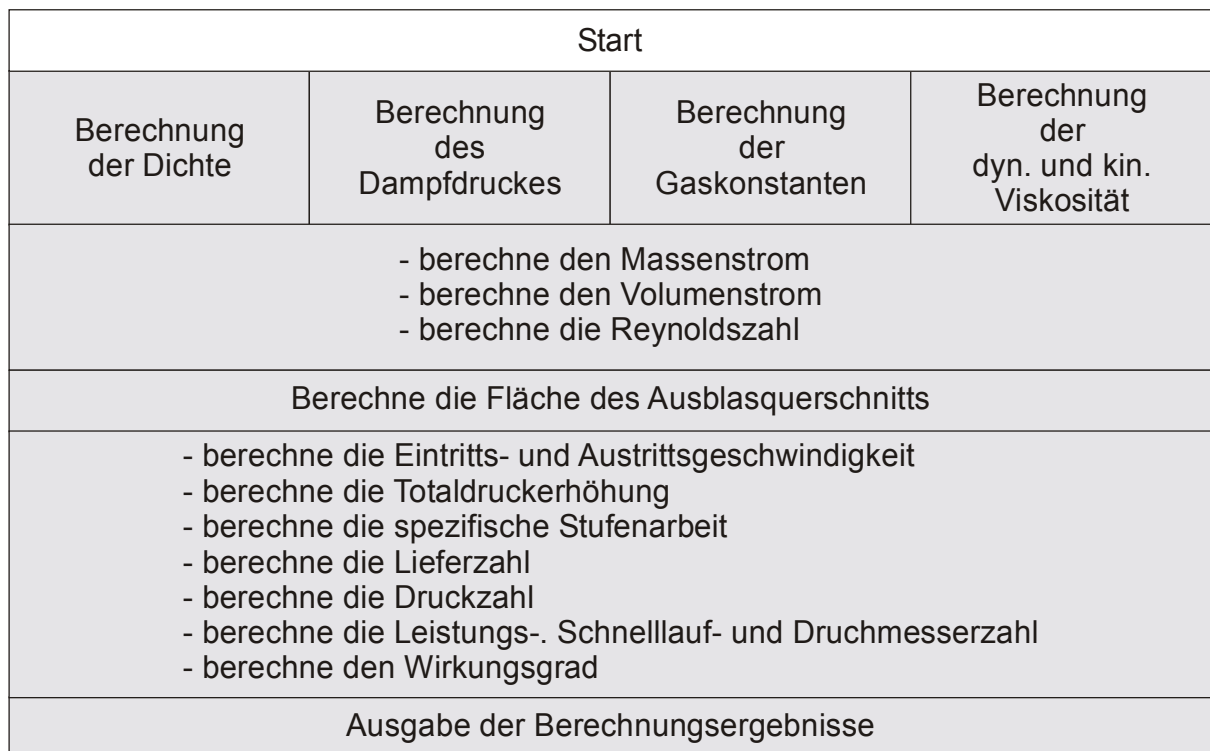 Start
Berechnung
der Dichte
Berechnung
des
Dampfdruckes
Berechnung
der
Gaskonstanten
Berechnung
der
dyn. und kin.
Viskosität
- berechne den Massenstrom
- berechne den Volumenstrom
- berechne die Reynoldszahl
Berechne die Fläche des Ausblasquerschnitts
- berechne die Eintritts- und Austrittsgeschwindigkeit
- berechne die Totaldruckerhöhung
- berechne die spezifische Stufenarbeit
- berechne die Lieferzahl
- berechne die Druckzahl
- berechne die Leistungs-. Schnelllauf- und Druchmesserzahl
- berechne den Wirkungsgrad
Ausgabe der Berechnungsergebnisse